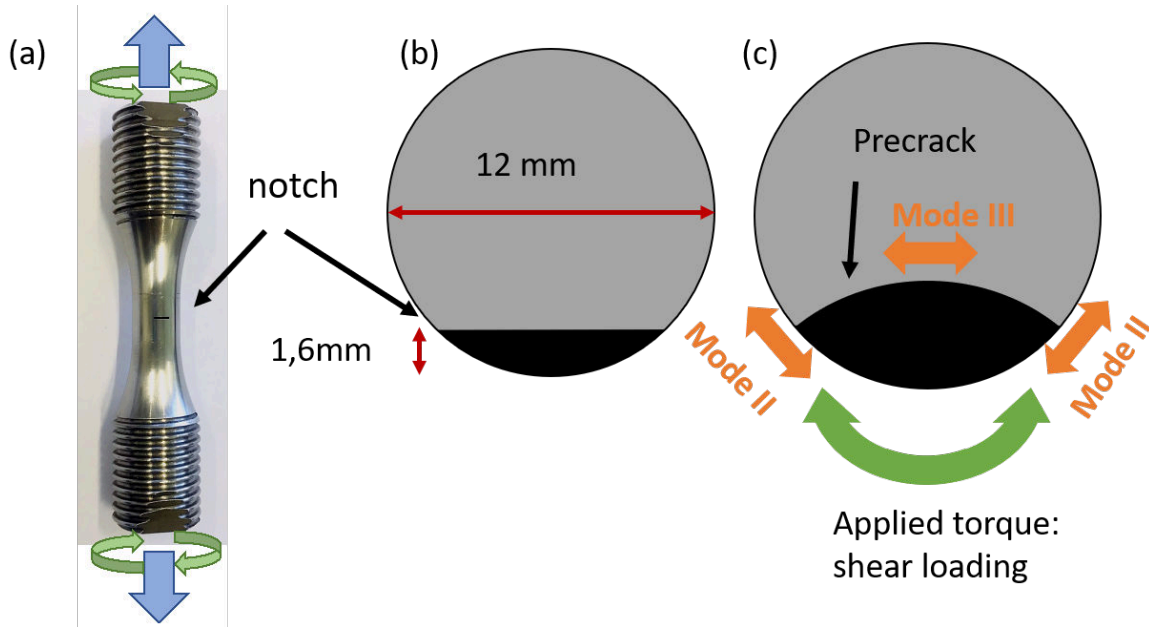 (a)
notch
(b)
12 mm
1,6mm
(c)
Precrack
Mode III
Mode II
Mode II
Applied torque:
shear loading